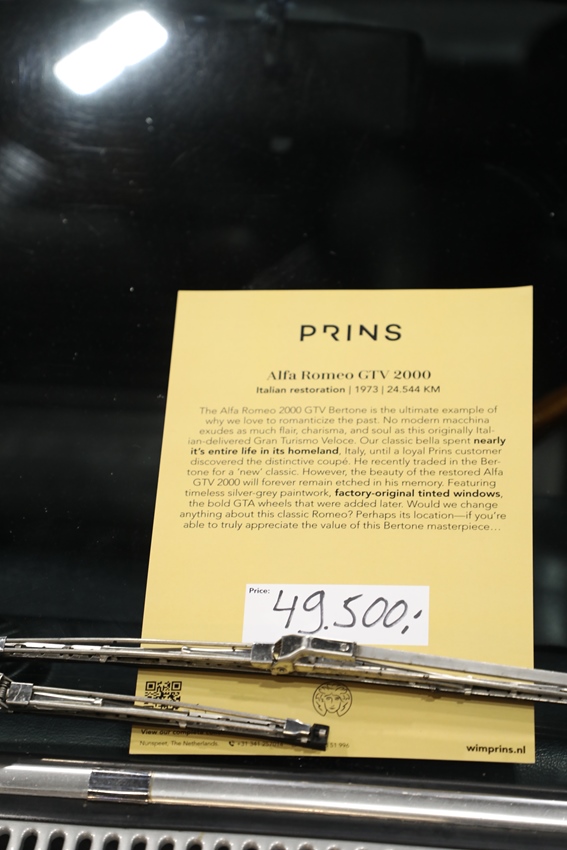 PRINS
Alfa Romeo GTV 2000
Italian restoration | 1973 | 24.544 KM
The Alfa Romeo 2000 GTV Bertone is the ultimate example of
why we love to romanticize the past. No modern macchina
exudes as much flair, charisma, and soul as this originally Ital-
ian-delivered Gran Turismo Veloce. Our classic bella spent nearly
it's entire life in its homeland, Italy, until a loyal Prins customer
discovered the distinctive coupé. He recently traded in the Ber-
tone for a 'new' classic. However, the beauty of the restored Alfa
GTV 2000 will forever remain etched in his memory. Featuring
timeless silver-grey paintwork, factory-original tinted windows,
the bold GTA wheels that were added later. Would we change
anything about this classic Romeo? Perhaps its location—if you're
able to truly appreciate the value of this Bertone masterpiece...
Price: 49.500,-
View our
Nunspeet, The Netherlands +31 341
wimprins.nl